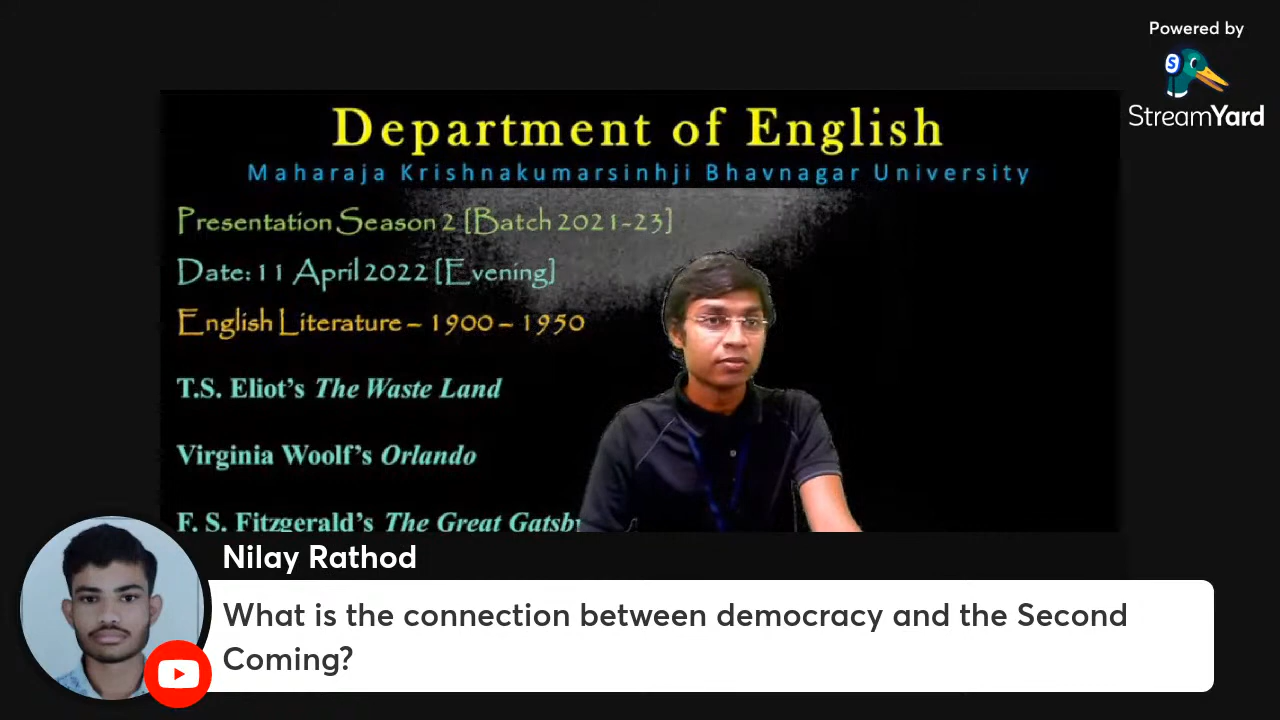 Powered by
S
StreamYard
Department of English
Maharaja Krishnakumarsinhji Bhavnagar University
Presentation Season 2 [Batch 2021-23]
Date: 11 April 2022 [Evening]
English Literature – 1900 – 1950
T.S. Eliot's The Waste Land
Virginia Woolf's Orlando
F. S. Fitzgerald's The Great Gatsby
Nilay Rathod
What is the connection between democracy and the Second
Coming?